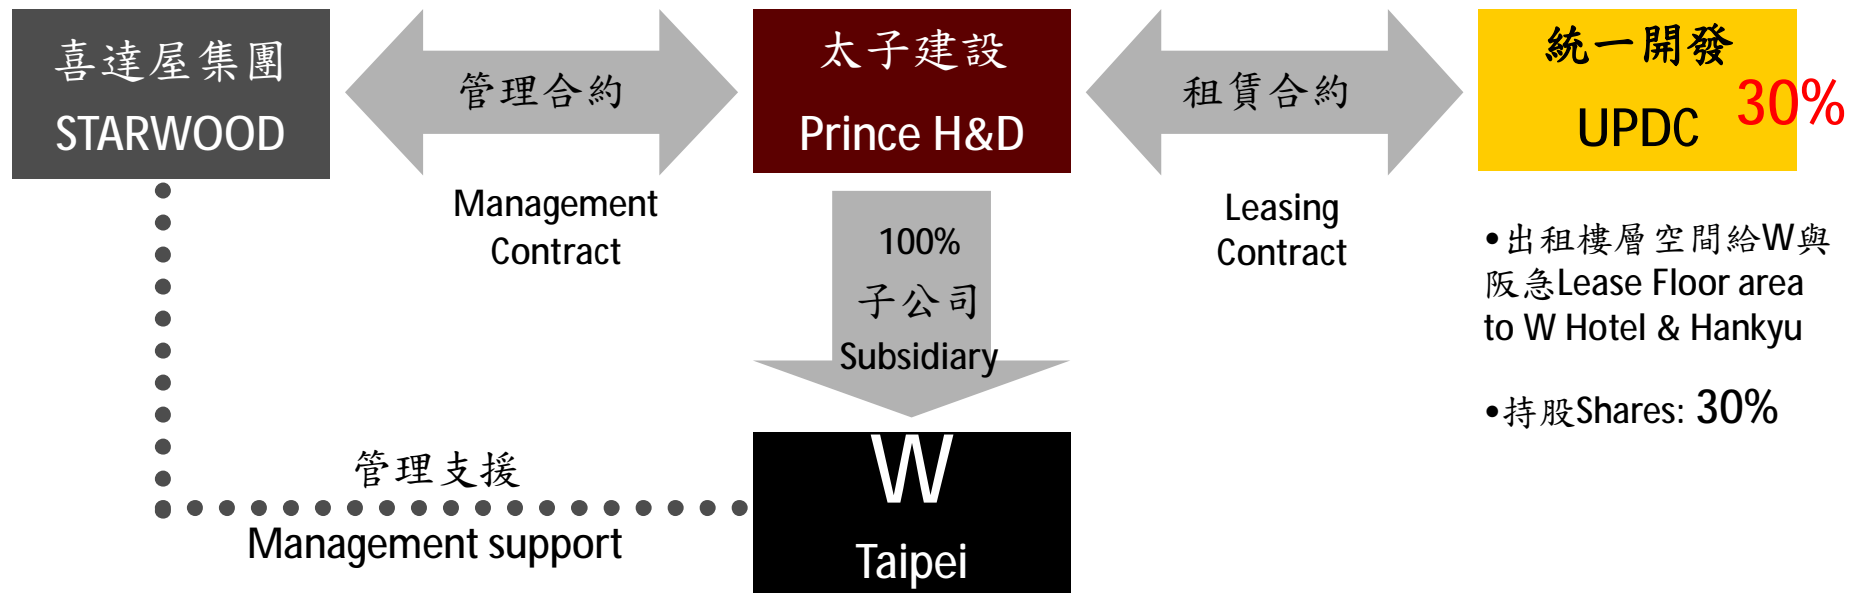 喜達屋集團
STARWOOD
管理合約
Management
Contract
太子建設
Prince H&D
租賃合約
Leasing
Contract
統一開發
UPDC
30%
100%
子公司
Subsidiary
•出租樓層空間給W與
阪急Lease Floor area
to W Hotel & Hankyu
•持股Shares: 30%
管理支援
Management support
W
Taipei